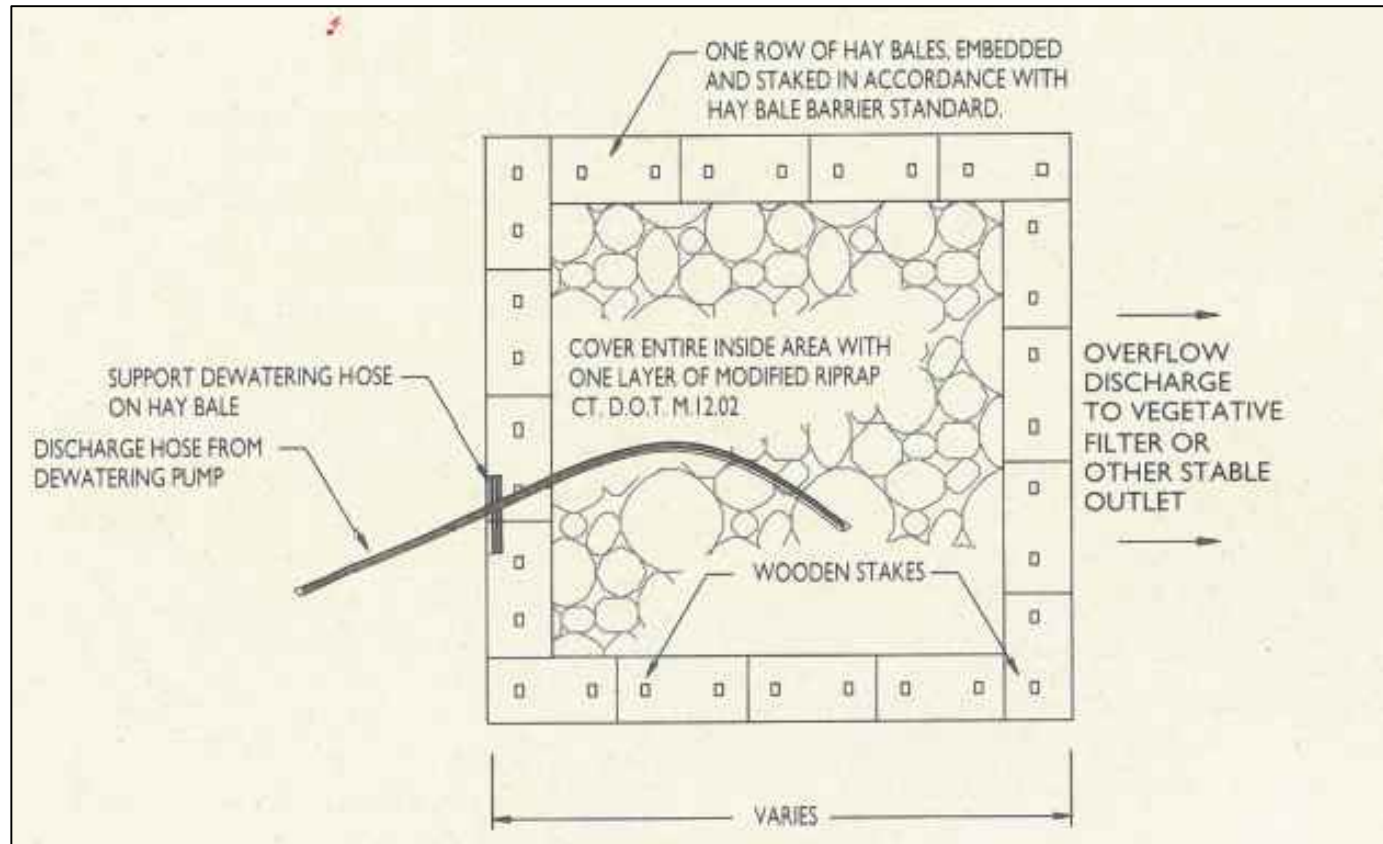 ONE ROW OF HAY BALES, EMBEDDED
AND STAKED IN ACCORDANCE WITH
HAY BALE BARRIER STANDARD.
COVER ENTIRE INSIDE AREA WITH
ONE LAYER OF MODIFIED RIPRAP
CT. D.O.T. M.12.02
SUPPORT DEWATERING HOSE
ON HAY BALE
DISCHARGE HOSE FROM
DEWATERING PUMP
OVERFLOW
DISCHARGE
TO VEGETATIVE
FILTER OR
OTHER STABLE
OUTLET
WOODEN STAKES
VARIES